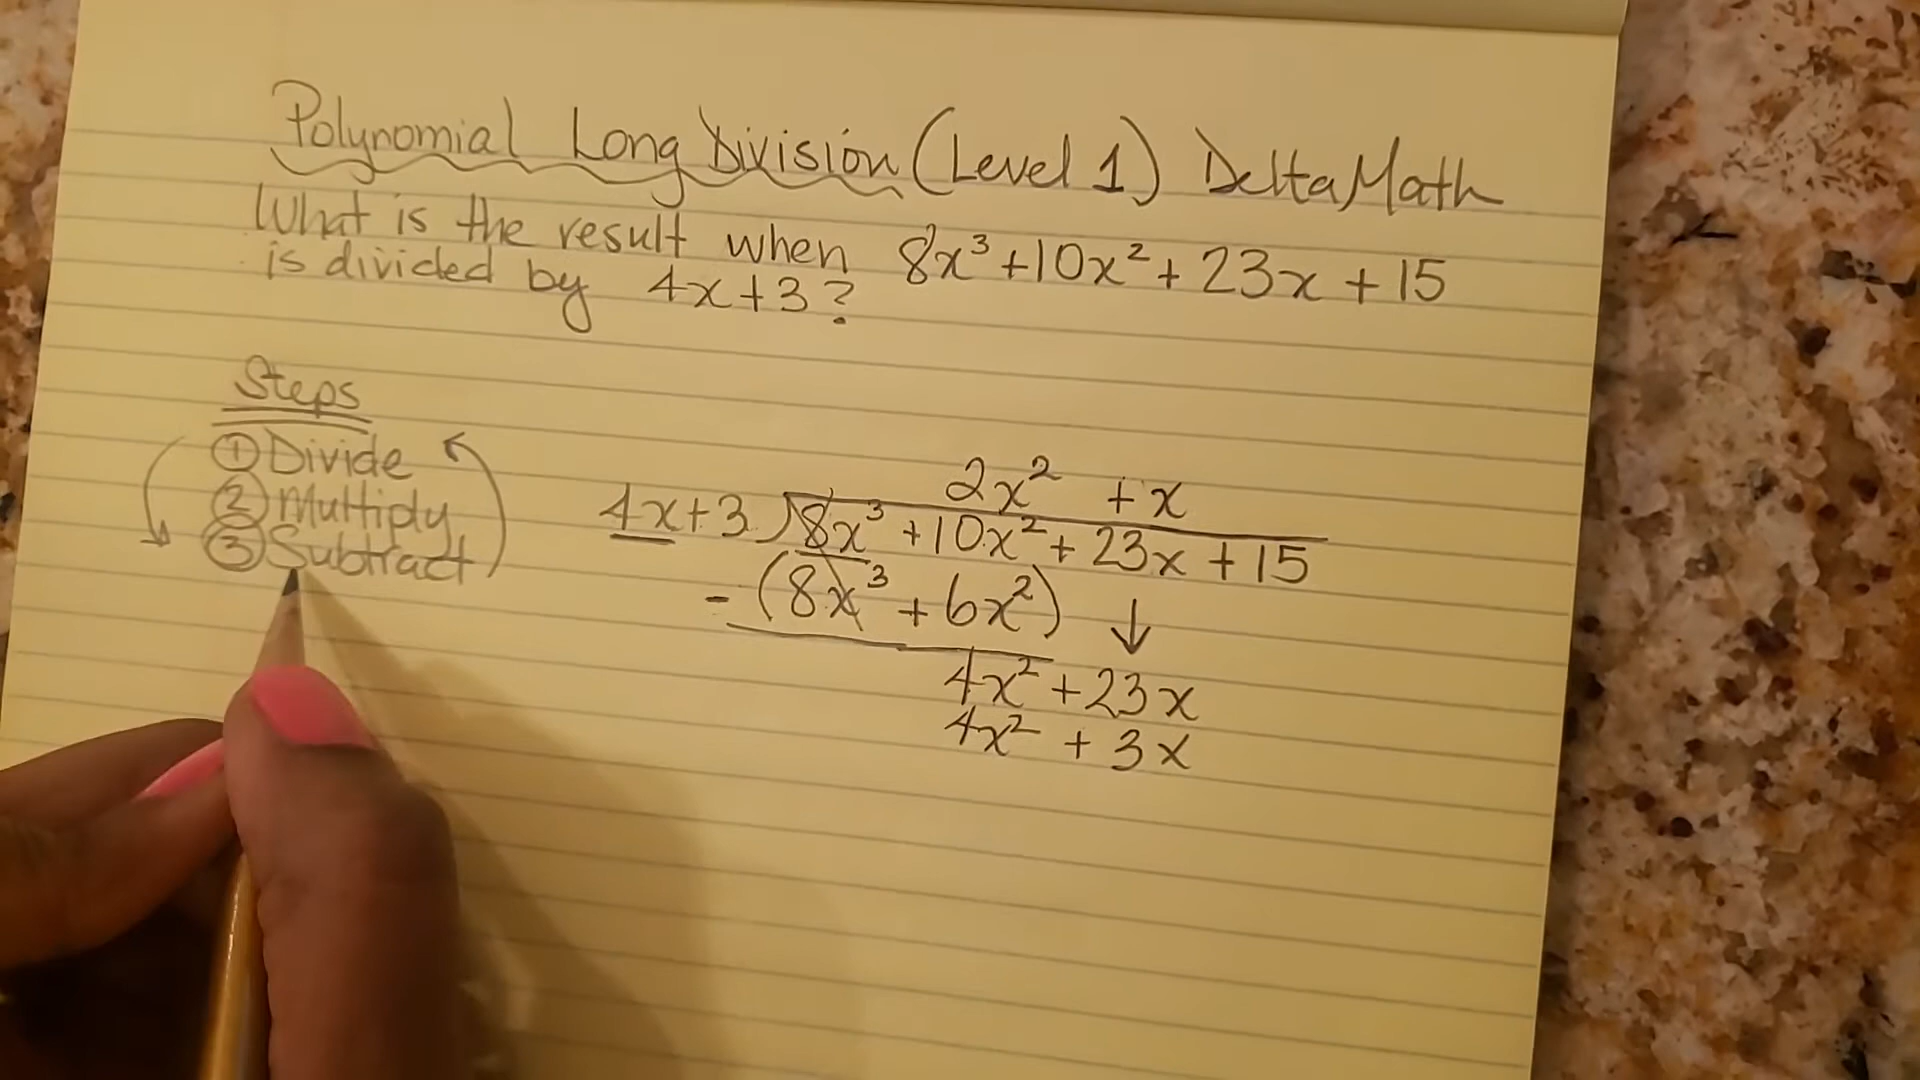 Polynomial Long Division (Level 1) DeltaMath
What is the result when 8x³+10x²+23x+15
is divided by 4x+3?
Steps
① Divide
② Multiply
③ Subtract
2x² +x
4x+3 )8x³+10x²+23x+15
-(8x³+6x²) ↓
4x²+23x
4x²+3x